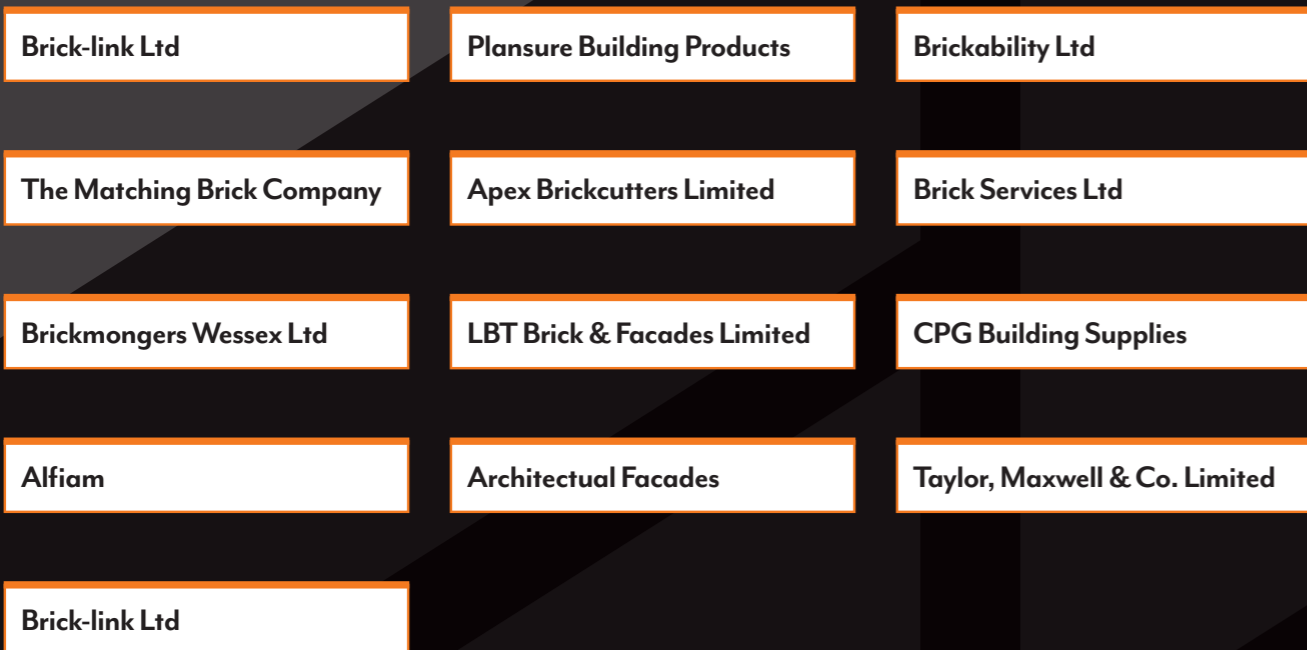 Brick-link Ltd
Plansure Building Products
Brickability Ltd
The Matching Brick Company
Apex Brickcutters Limited
Brick Services Ltd
Brickmongers Wessex Ltd
LBT Brick & Facades Limited
CPG Building Supplies
Alfiam
Architectual Facades
Taylor, Maxwell & Co. Limited
Brick-link Ltd